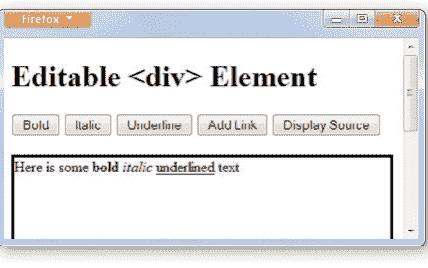 Firefox
Editable <div> Element
Bold Italic Underline Add Link Display Source
Here is some bold italic underlined text